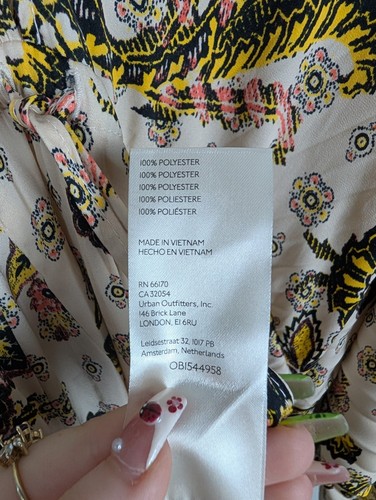 100% POLYESTER
100% POLYESTER
100% POLYESTER
100% POLIESTERE
100% POLIÉSTER
MADE IN VIETNAM
HECHO EN VIETNAM
RN 66170
CA 32054
Urban Outfitters, Inc.
146 Brick Lane
LONDON, E1 6RU
Leidsestraat 32, 1017 PB
Amsterdam, Netherlands
OB1544958